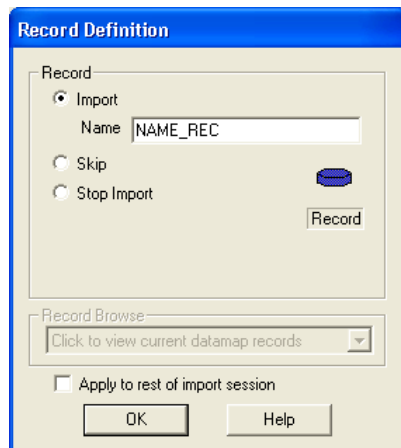 Record Definition
Record
Import
Name NAME_REC
Skip
Stop Import
Record
Record Browse
Click to view current datamap records
Apply to rest of import session
OK Help